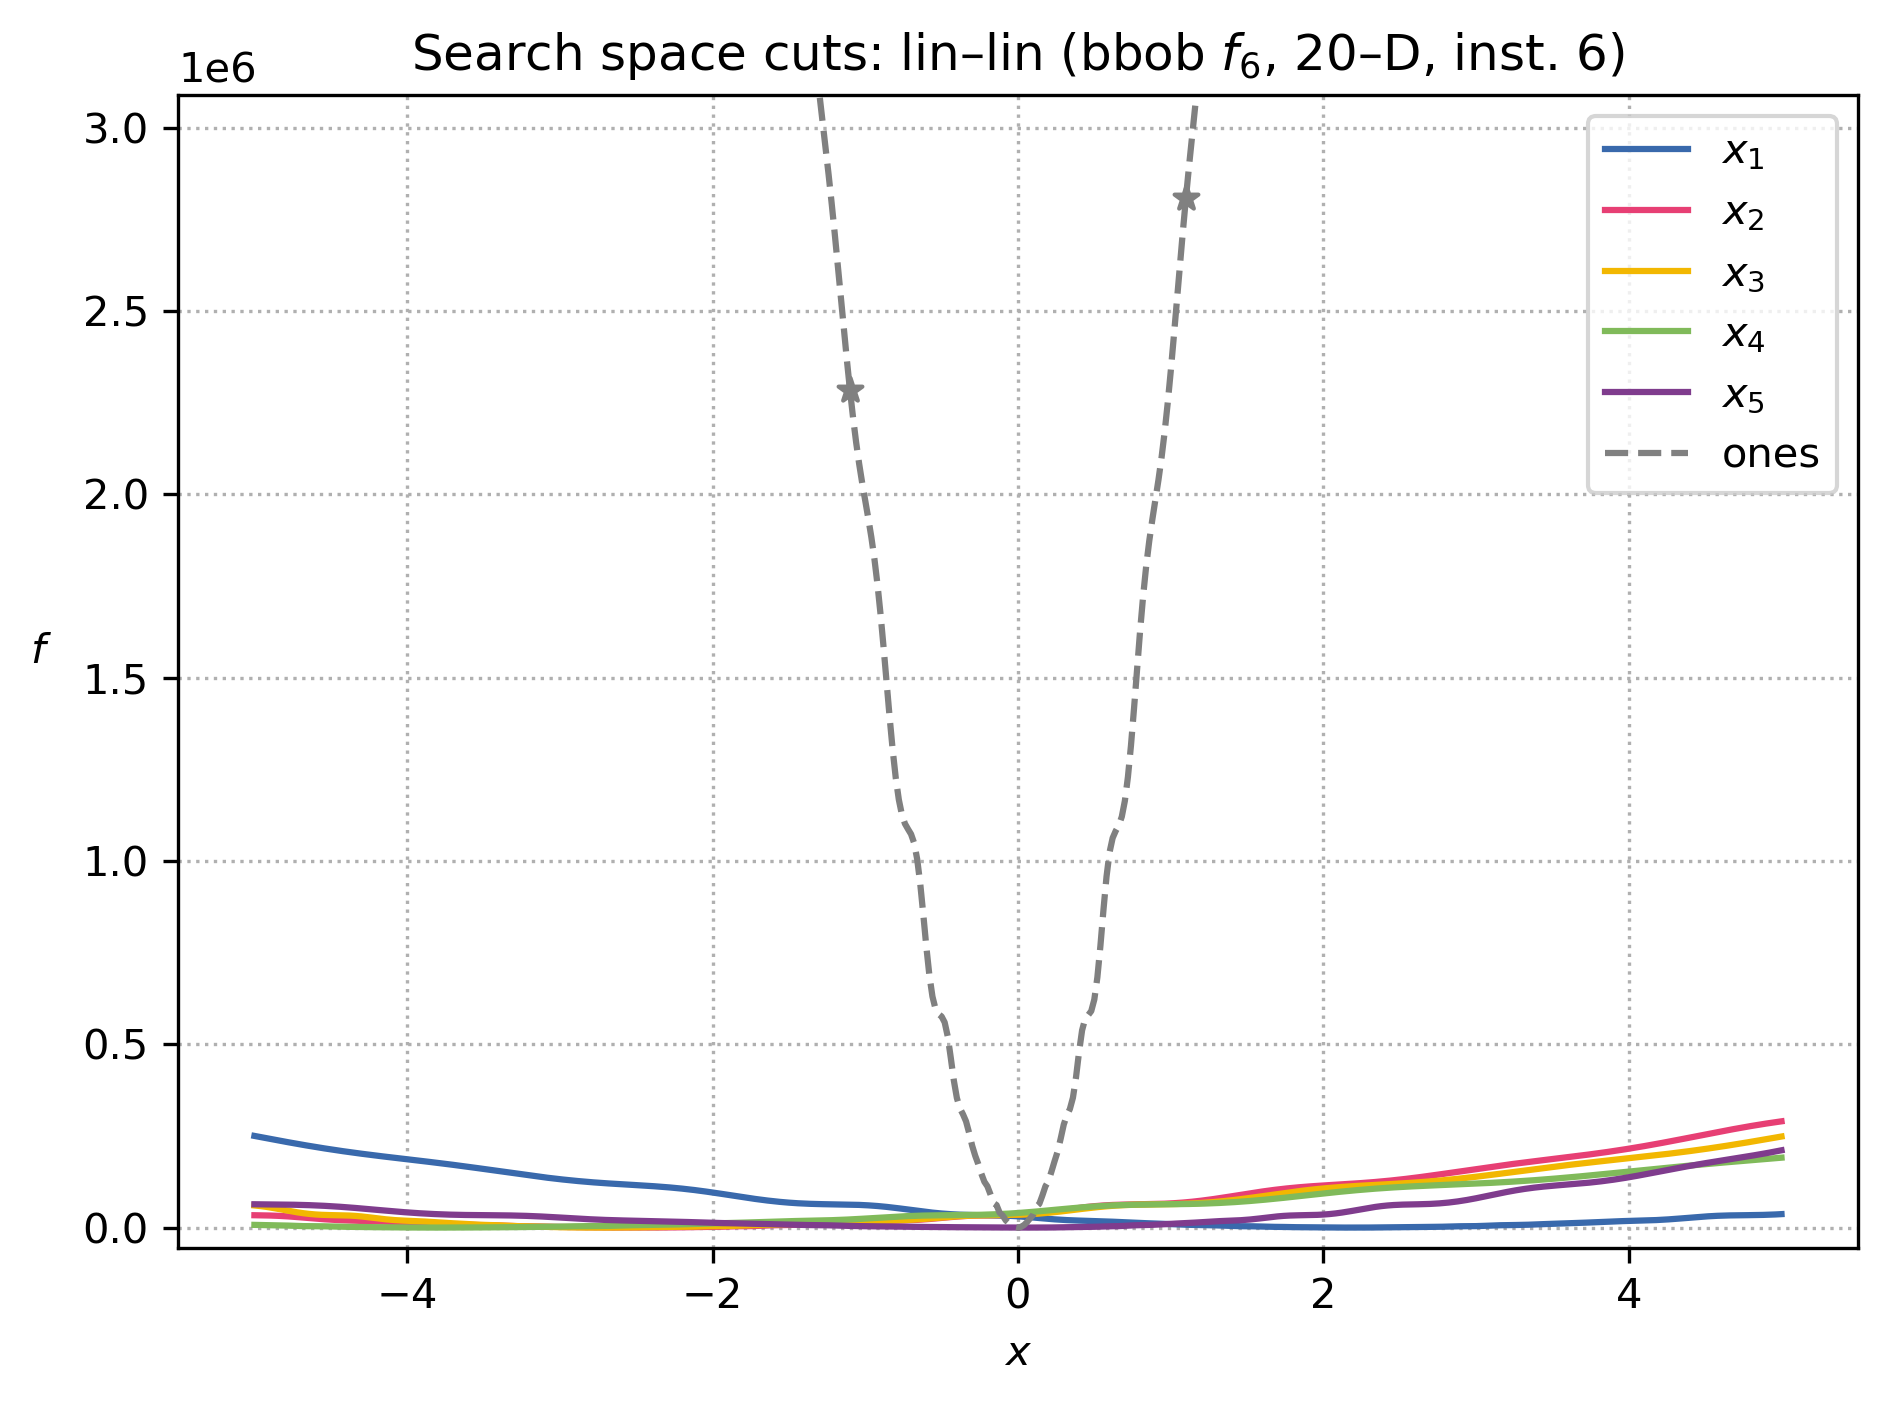 Search space cuts: lin–lin (bbob f₆, 20–D, inst. 6)
1e6
3.0
2.5
2.0
1.5
1.0
0.5
0.0
f
−4
−2
0
2
4
x
x₁
x₂
x₃
x₄
x₅
ones